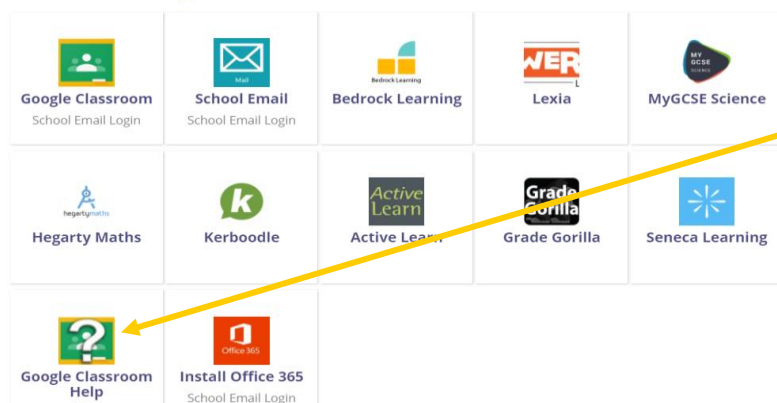 Mail
Google Classroom
School Email Login
School Email
School Email Login
Bedrock Learning
Bedrock Learning
WER
L
Lexia
MY
GCSE
SCIENCE
MyGCSE Science
hegartymaths
Hegarty Maths
k
Kerboodle
Active
Learn
Active Learn
Grade
Gorilla
Grade Gorilla
Seneca Learning
?
Google Classroom
Help
Office 365
Install Office 365
School Email Login